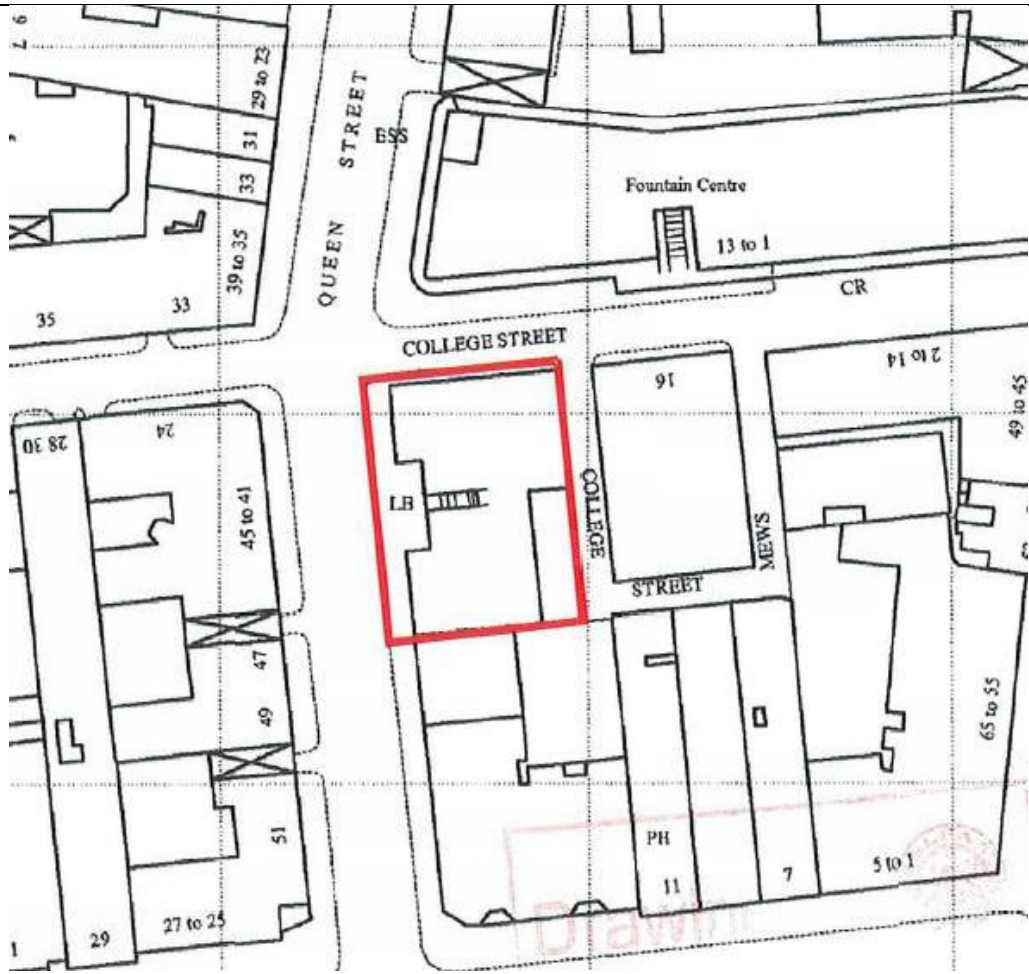 29 to 23
31
33
39 to 35
33
35
QUEEN STREET
ESS
Fountain Centre
13 to 1
CR
COLLEGE STREET
16
2 to 14
49 to 45
28 30
24
45 to 41
LB
COLLEGE
STREET
MEWS
47
49
51
65 to 55
PH
11
7
5 to 1
27 to 25
29
1